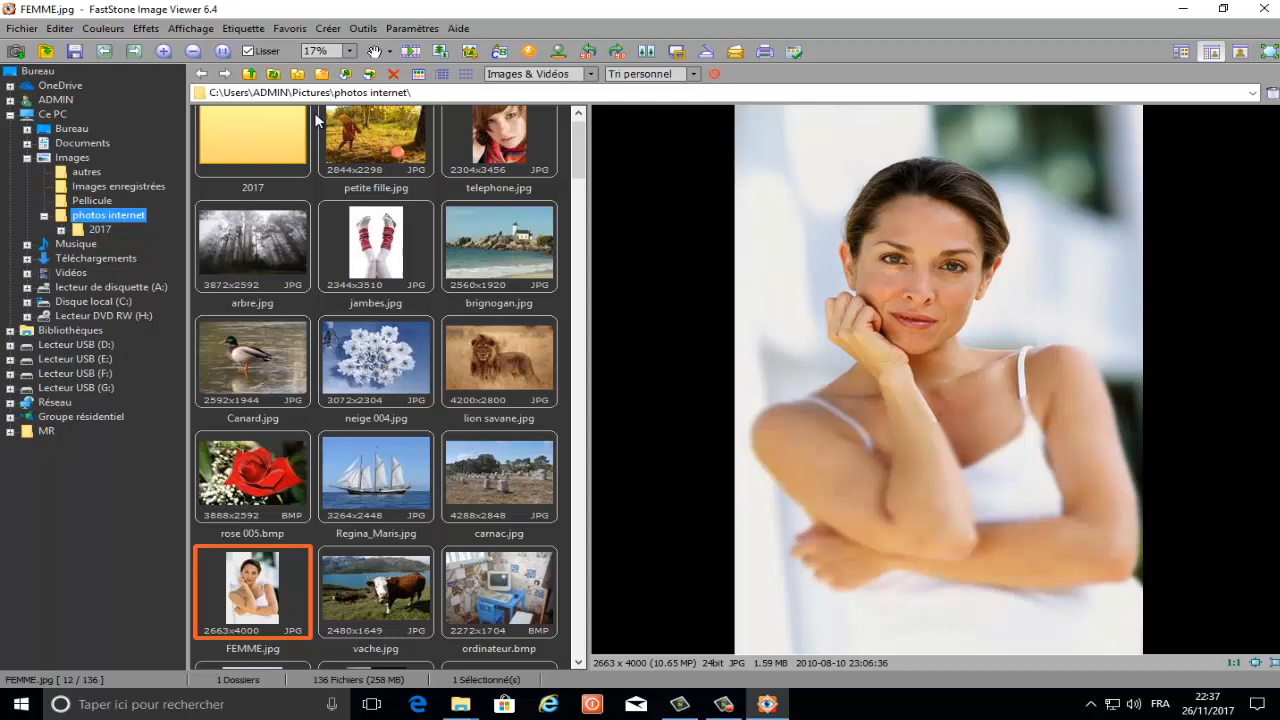 FEMME.jpg - FastStone Image Viewer 6.4
Fichier Editer Couleurs Effets Affichage Etiquette Favoris Créer Outils Paramètres Aide
Lisser 17%
Bureau
OneDrive
ADMIN
Ce PC
Bureau
Documents
Images
autres
Images enregistrées
Pellicule
photos internet
2017
Musique
Téléchargements
Vidéos
lecteur de disquette (A:)
Disque local (C:)
Lecteur DVD RW (H:)
Bibliothèques
Lecteur USB (D:)
Lecteur USB (E:)
Lecteur USB (F:)
Lecteur USB (G:)
Réseau
Groupe résidentiel
MR
Images & Vidéos Tri personnel
C:\Users\ADMIN\Pictures\photos internet\
2844x2298 JPG 2304x3456 JPG
2017 petite fille.jpg telephone.jpg
3872x2592 JPG 2344x3510 JPG 2560x1920 JPG
arbre.jpg jambes.jpg brignogan.jpg
2592x1944 JPG 3072x2304 JPG 4200x2800 JPG
Canard.jpg neige 004.jpg lion savane.jpg
3888x2592 BMP 3264x2448 JPG 4288x2848 JPG
rose 005.bmp Regina_Maris.jpg carnac.jpg
2663x4000 JPG 2480x1649 JPG 2272x1704 BMP
FEMME.jpg vache.jpg ordinateur.bmp
2663 x 4000 (10.65 MP) 24bit JPG 1.59 MB 2010-08-10 23:06:36 1:1
FEMME.jpg [ 12 / 136 ] 1 Dossiers 136 Fichiers (258 MB) 1 Sélectionné(s)
Taper ici pour rechercher
FRA
22:37
26/11/2017